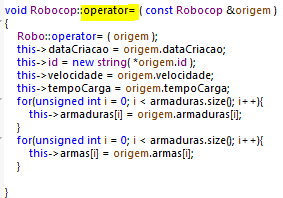 void Robocop::operator= ( const Robocop &origem )
{
Robo::operator= ( origem );
this->dataCriacao = origem.dataCriacao;
this->id = new string( *origem.id );
this->velocidade = origem.velocidade;
this->tempoCarga = origem.tempoCarga;
for(unsigned int i = 0; i < armaduras.size(); i++){
this->armaduras[i] = origem.armaduras[i];
}
for(unsigned int i = 0; i < armaduras.size(); i++){
this->armas[i] = origem.armas[i];
}
}